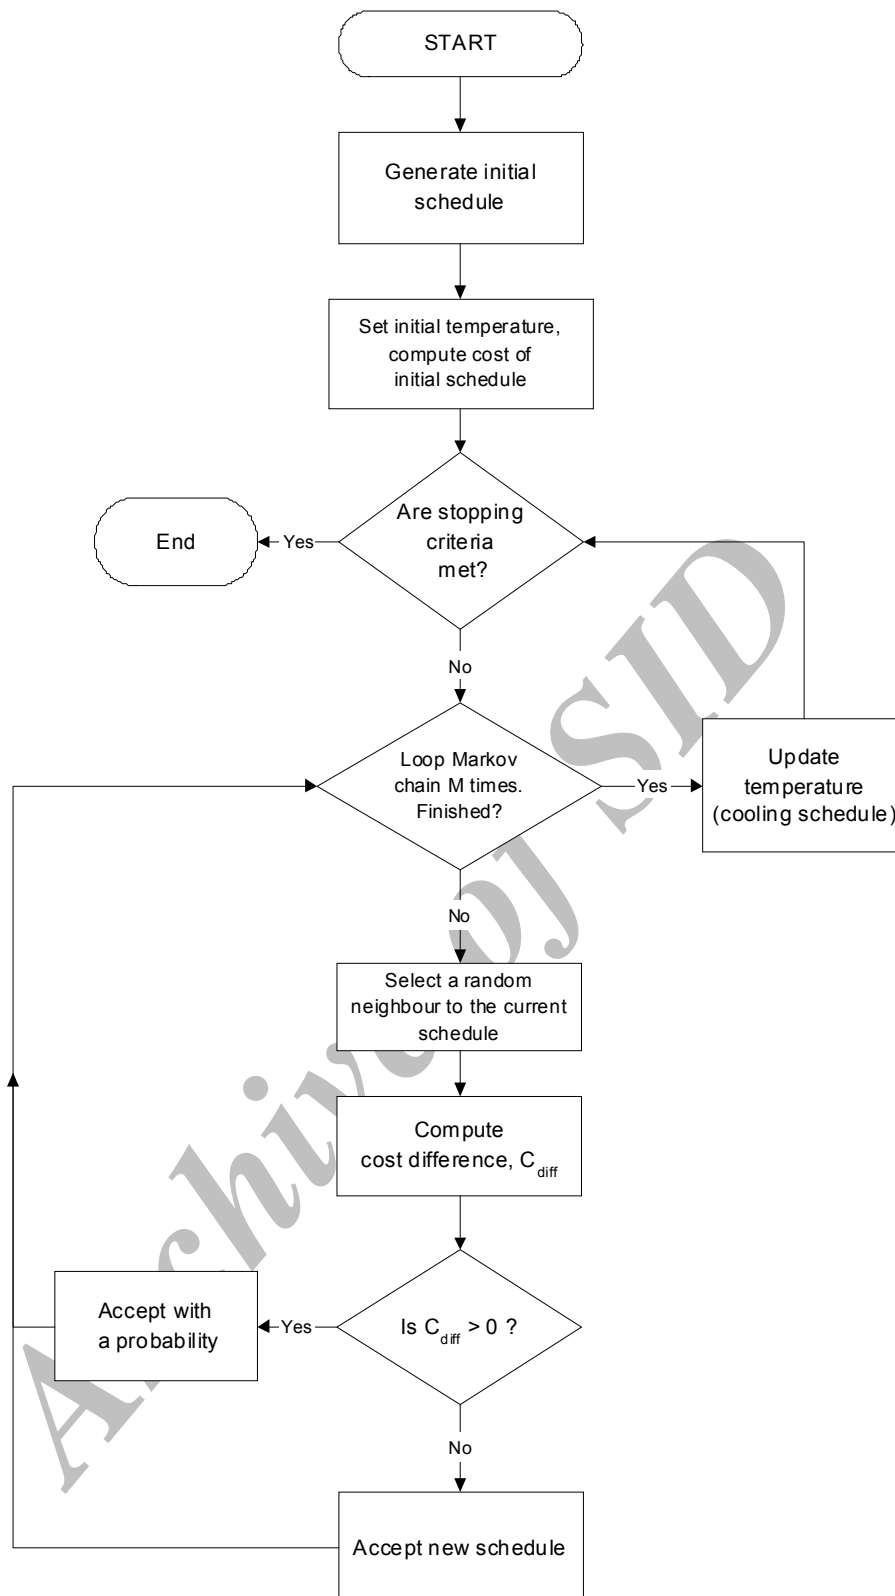 START
Generate initial
schedule
Set initial temperature,
compute cost of
initial schedule
Are stopping
criteria
met?
Yes
End
No
Loop Markov
chain M times.
Finished?
Yes
Update
temperature
(cooling schedule)
No
Select a random
neighbour to the current
schedule
Compute
cost difference, C_diff
Is C_diff > 0 ?
Yes
Accept with
a probability
No
Accept new schedule
Archive of SID